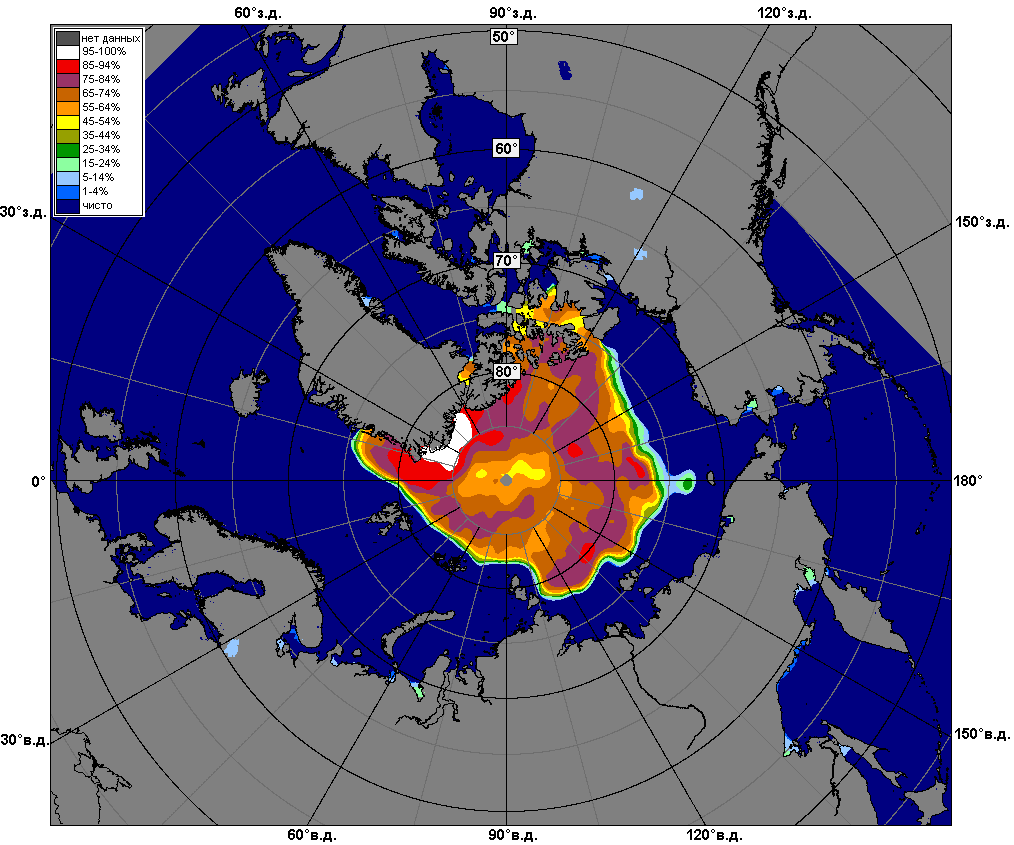 60°з.д.
90°з.д.
120°з.д.
нет данных
95-100%
85-94%
75-84%
65-74%
55-64%
45-54%
35-44%
25-34%
15-24%
5-14%
1-4%
чисто
50°
60°
70°
80°
30°з.д.
150°з.д.
0°
180°
30°в.д.
150°в.д.
60°в.д.
90°в.д.
120°в.д.